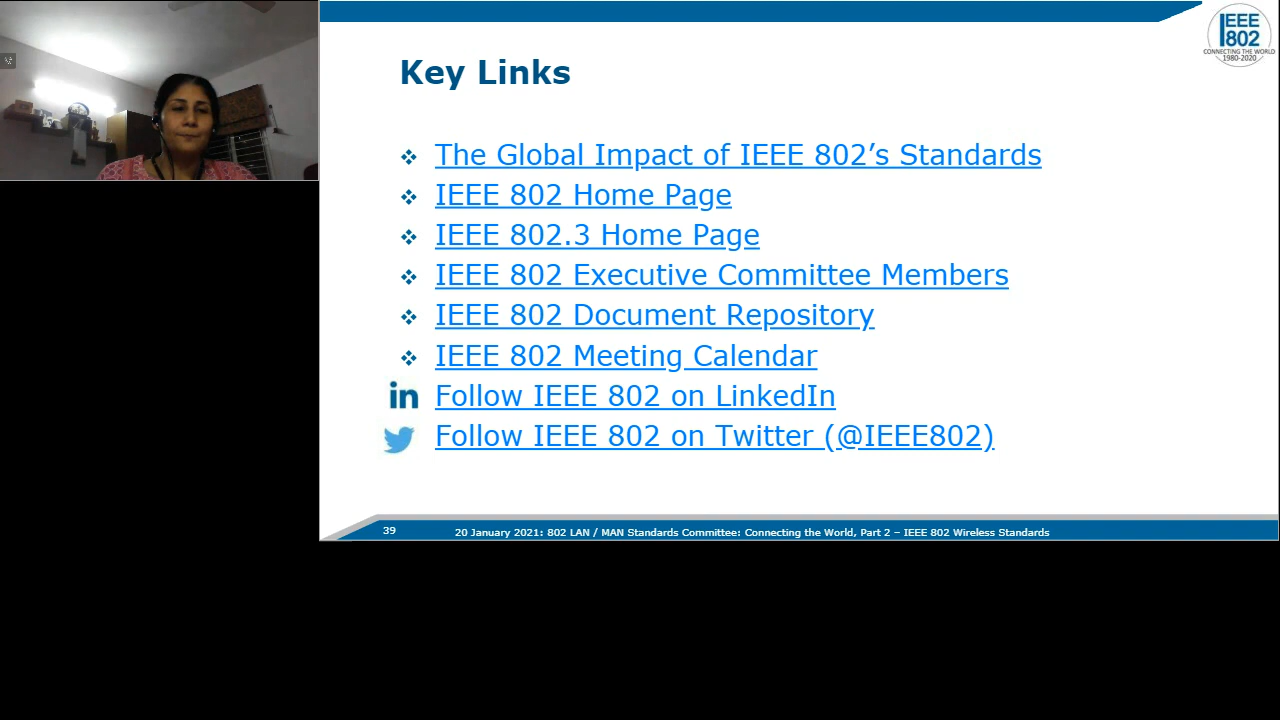 IEEE
802
CONNECTING THE WORLD
1980-2020
Key Links
The Global Impact of IEEE 802’s Standards
IEEE 802 Home Page
IEEE 802.3 Home Page
IEEE 802 Executive Committee Members
IEEE 802 Document Repository
IEEE 802 Meeting Calendar
in Follow IEEE 802 on LinkedIn
Follow IEEE 802 on Twitter (@IEEE802)
39 20 January 2021: 802 LAN / MAN Standards Committee: Connecting the World, Part 2 – IEEE 802 Wireless Standards